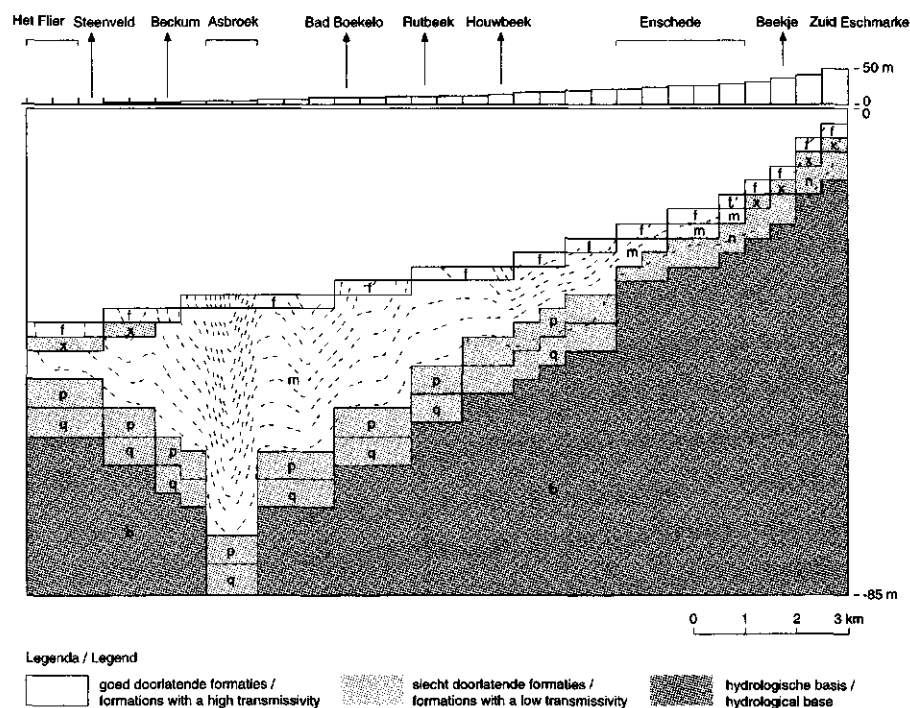 Het Flier Steenveld Beckum Asbroek Bad Boekelo Rutbeek Houwbeek Enschede Beekje Zuid Eschmarke
50 m
0
0
f
f x
f x
f x
f x n
f m
f m n
f m
f
f p
f
f q
f
f x
f x
m
p
p q
p p
q q p p q
q q
b
b
p
q
-85 m
0 1 2 3 km
Legenda / Legend
goed doorlatende formaties / slecht doorlatende formaties / hydrologische basis /
formations with a high transmissivity formations with a low transmissivity hydrological base